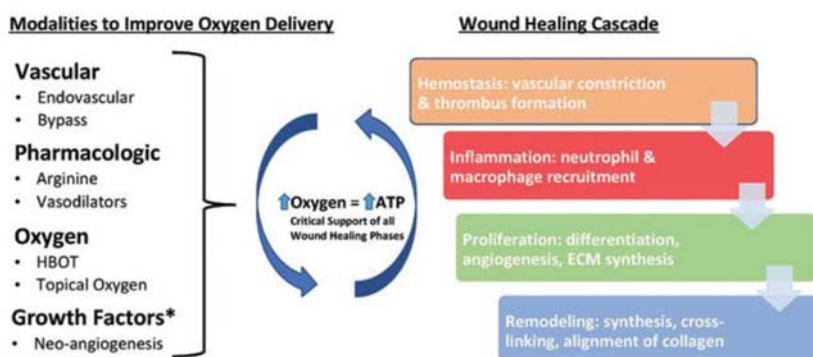 Modalities to Improve Oxygen Delivery
Vascular
• Endovascular
• Bypass
Pharmacologic
• Arginine
• Vasodilators
Oxygen
• HBOT
• Topical Oxygen
Growth Factors*
• Neo-angiogenesis
Oxygen = ATP
Critical Support of all
Wound Healing Phases
Wound Healing Cascade
Hemostasis: vascular constriction
& thrombus formation
Inflammation: neutrophil &
macrophage recruitment
Proliferation: differentiation,
angiogenesis, ECM synthesis
Remodeling: synthesis, cross-
linking, alignment of collagen